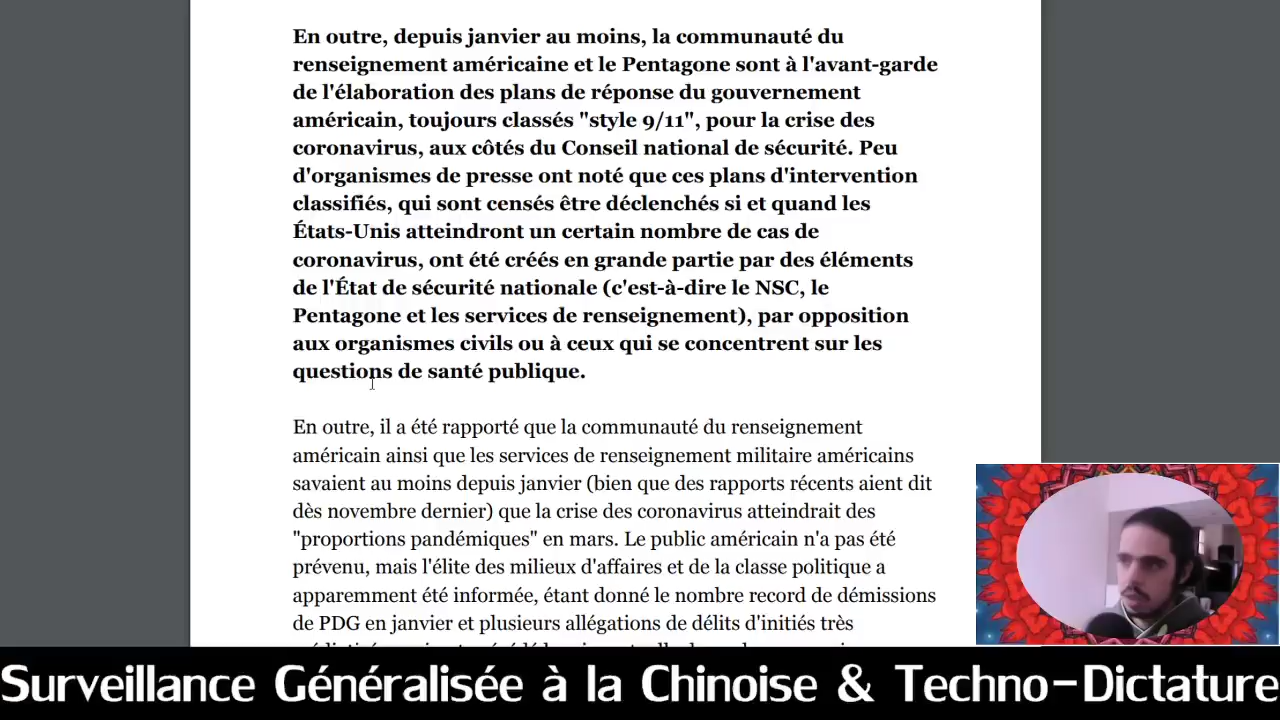 En outre, depuis janvier au moins, la communauté du
renseignement américaine et le Pentagone sont à l'avant-garde
de l'élaboration des plans de réponse du gouvernement
américain, toujours classés "style 9/11", pour la crise des
coronavirus, aux côtés du Conseil national de sécurité. Peu
d'organismes de presse ont noté que ces plans d'intervention
classifiés, qui sont censés être déclenchés si et quand les
États-Unis atteindront un certain nombre de cas de
coronavirus, ont été créés en grande partie par des éléments
de l'État de sécurité nationale (c'est-à-dire le NSC, le
Pentagone et les services de renseignement), par opposition
aux organismes civils ou à ceux qui se concentrent sur les
questions de santé publique.
En outre, il a été rapporté que la communauté du renseignement
américain ainsi que les services de renseignement militaire américains
savaient au moins depuis janvier (bien que des rapports récents aient dit
dès novembre dernier) que la crise des coronavirus atteindrait des
"proportions pandémiques" en mars. Le public américain n'a pas été
prévenu, mais l'élite des milieux d'affaires et de la classe politique a
apparemment été informée, étant donné le nombre record de démissions
de PDG en janvier et plusieurs allégations de délits d'initiés très
Surveillance Généralisée à la Chinoise & Techno-Dictature